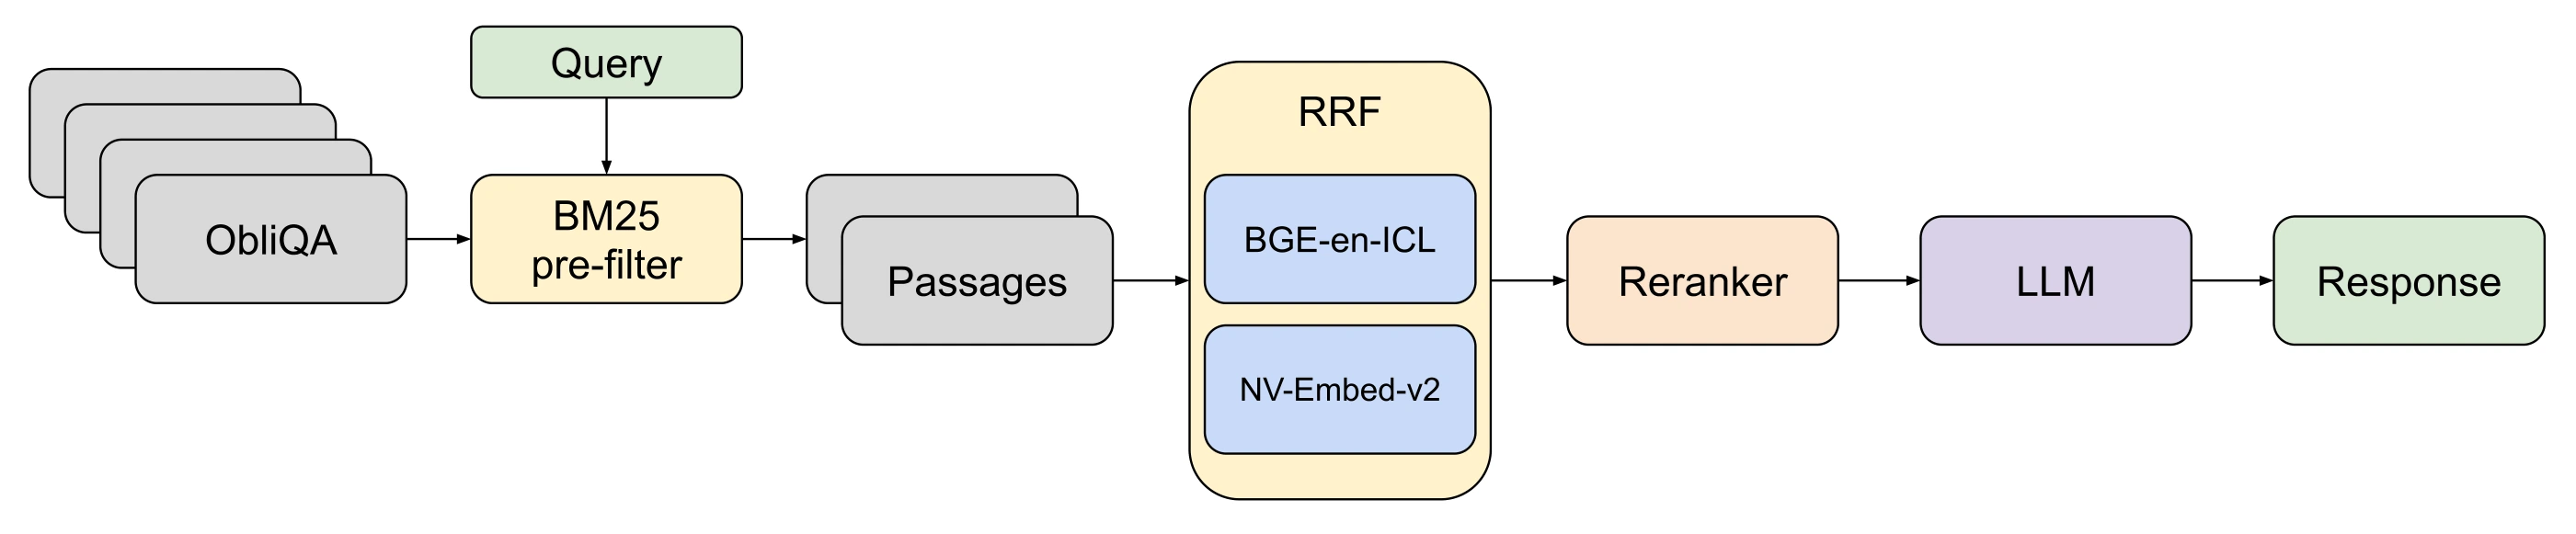 Query
ObliQA
BM25
pre-filter
Passages
RRF
BGE-en-ICL
NV-Embed-v2
Reranker
LLM
Response